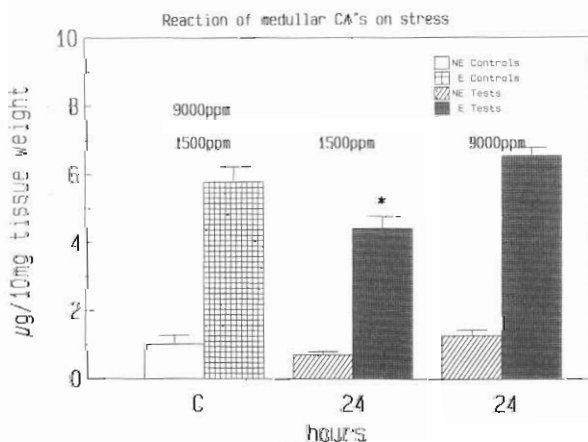 Reaction of medullar CA"s on stress
10
8
6
4
2
0
µg/10mg tissue weight
NE Controls
E Controls
NE Tests
E Tests
9000ppm
1500ppm 1500ppm 9000ppm
*
C 24 24
hours